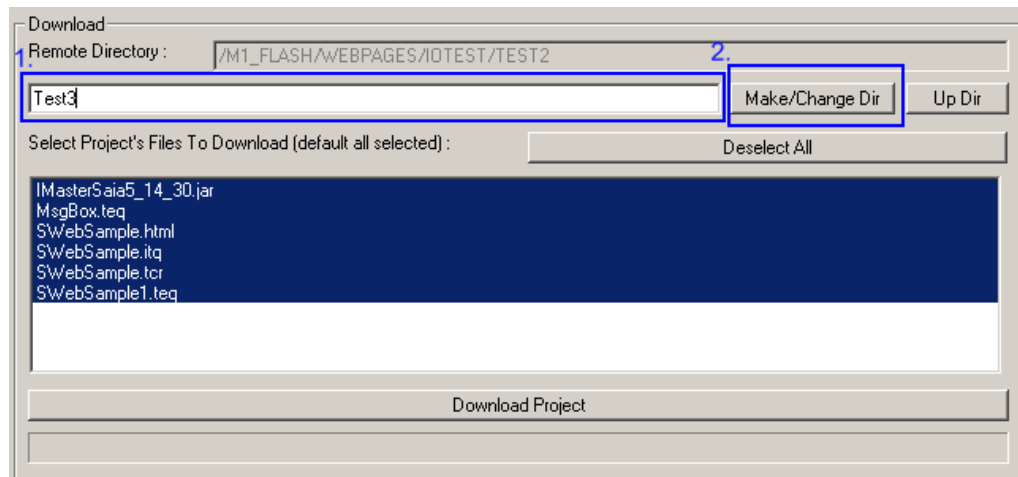 Download
1. Remote Directory : /M1_FLASH/WEBPAGES/IOTEST/TEST2 2.
Test3 Make/Change Dir Up Dir
Select Project's Files To Download (default all selected) : Deselect All
IMasterSaia5_14_30.jar
MsgBox.teq
SWebSample.html
SWebSample.itq
SWebSample.tcr
SWebSample1.teq
Download Project